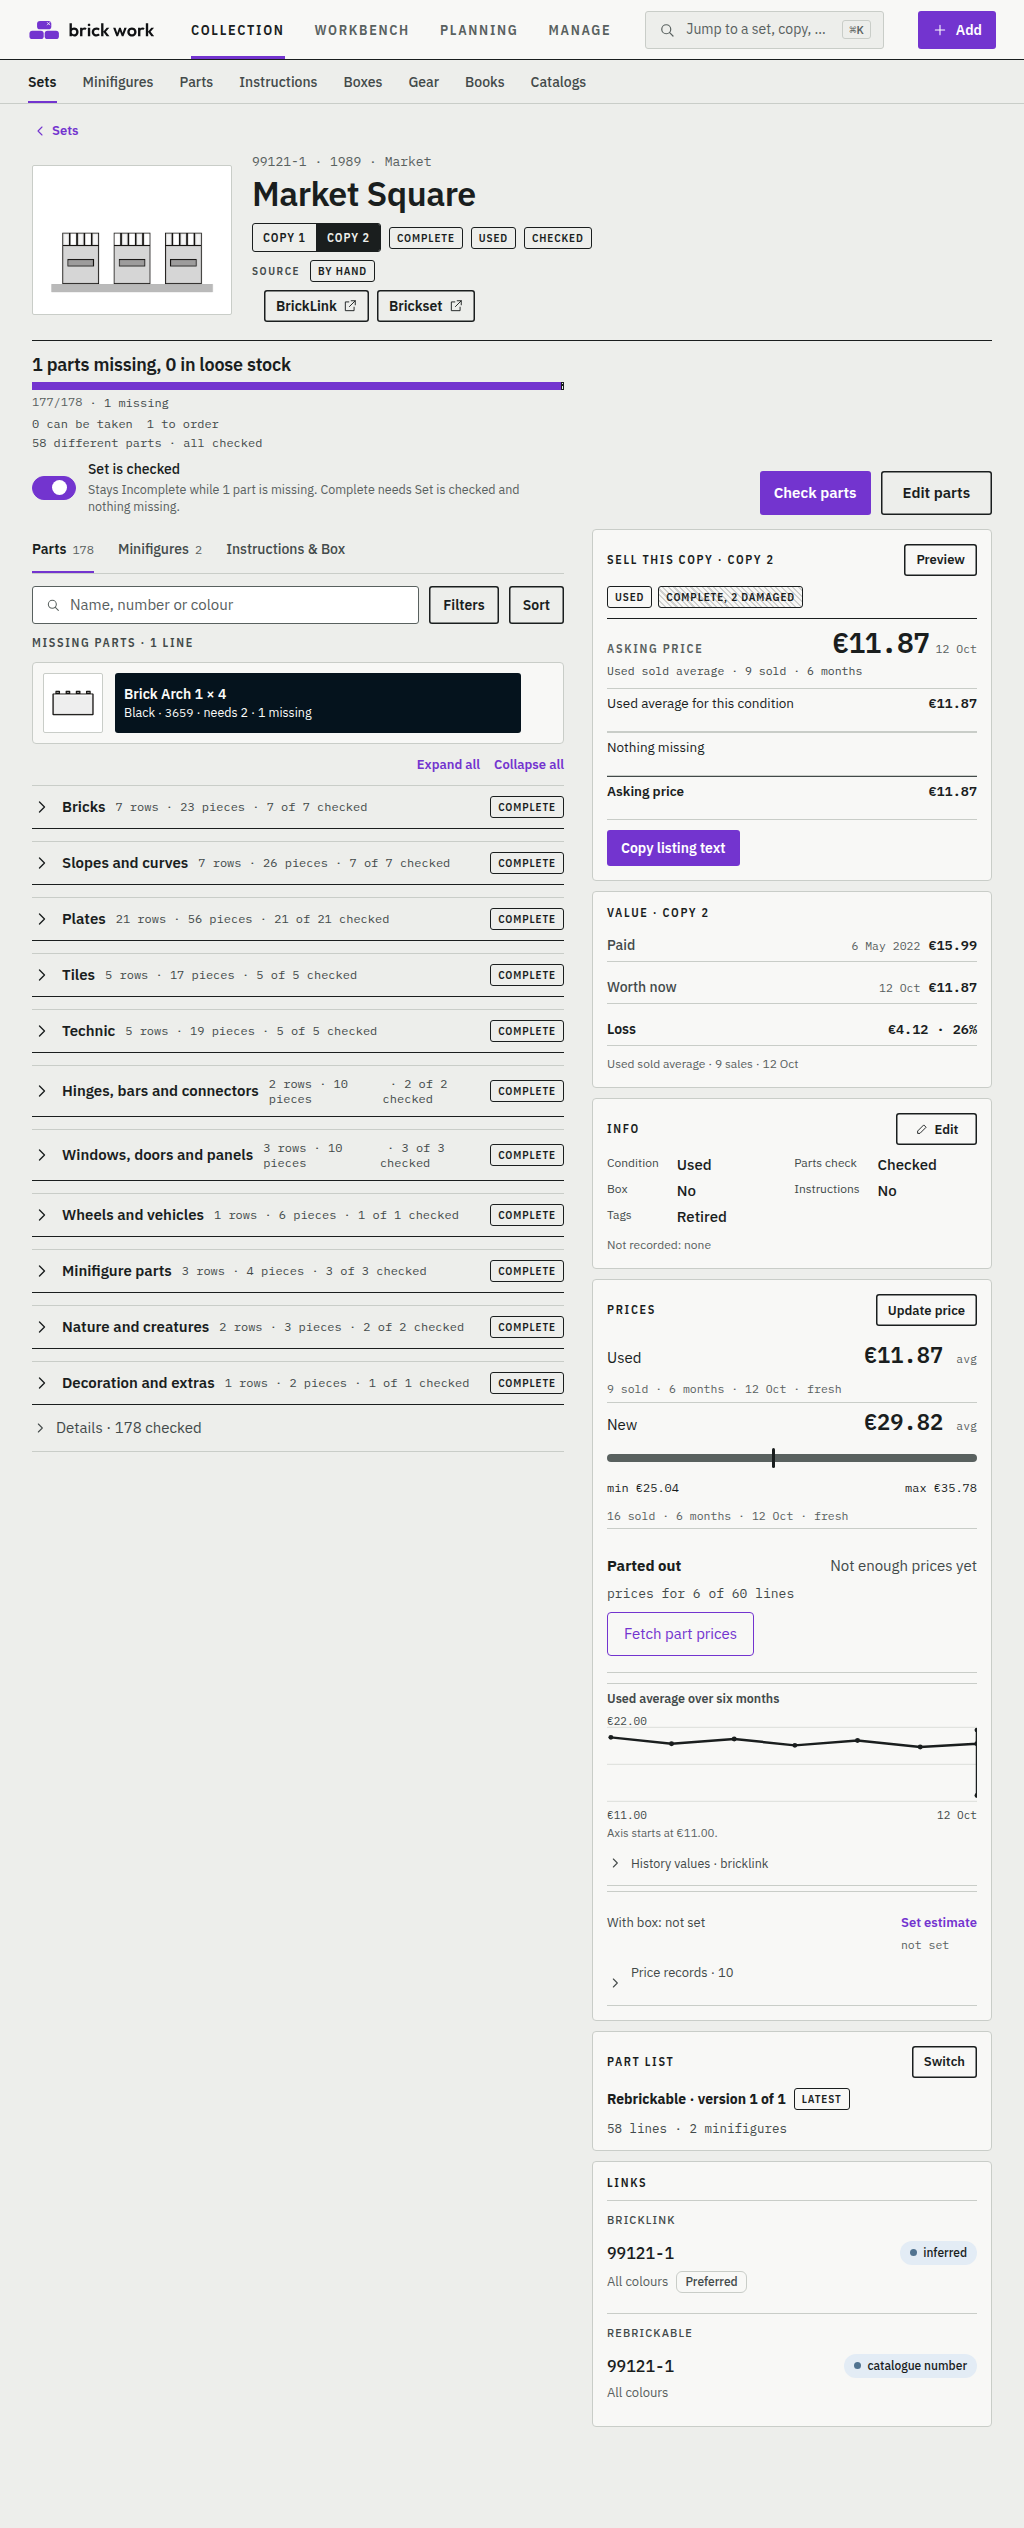 brick work
COLLECTION WORKBENCH PLANNING MANAGE
Jump to a set, copy, ... ⌘K
+ Add
Sets Minifigures Parts Instructions Boxes Gear Books Catalogs
Sets
99121-1 · 1989 · Market
Market Square
COPY 1 COPY 2 COMPLETE USED CHECKED
SOURCE BY HAND
BrickLink Brickset
1 parts missing, 0 in loose stock
177/178 · 1 missing
0 can be taken 1 to order
58 different parts · all checked
Set is checked
Stays Incomplete while 1 part is missing. Complete needs Set is checked and
nothing missing.
Check parts Edit parts
Parts 178 Minifigures 2 Instructions & Box
Name, number or colour
Filters Sort
MISSING PARTS · 1 LINE
Brick Arch 1 × 4
Black · 3659 · needs 2 · 1 missing
Expand all Collapse all
Bricks 7 rows · 23 pieces · 7 of 7 checked COMPLETE
Slopes and curves 7 rows · 26 pieces · 7 of 7 checked COMPLETE
Plates 21 rows · 56 pieces · 21 of 21 checked COMPLETE
Tiles 5 rows · 17 pieces · 5 of 5 checked COMPLETE
Technic 5 rows · 19 pieces · 5 of 5 checked COMPLETE
Hinges, bars and connectors 2 rows · 10 pieces · 2 of 2 checked COMPLETE
Windows, doors and panels 3 rows · 10 pieces · 3 of 3 checked COMPLETE
Wheels and vehicles 1 rows · 6 pieces · 1 of 1 checked COMPLETE
Minifigure parts 3 rows · 4 pieces · 3 of 3 checked COMPLETE
Nature and creatures 2 rows · 3 pieces · 2 of 2 checked COMPLETE
Decoration and extras 1 rows · 2 pieces · 1 of 1 checked COMPLETE
Details · 178 checked
SELL THIS COPY · COPY 2
Preview
USED COMPLETE, 2 DAMAGED
ASKING PRICE €11.87 12 Oct
Used sold average · 9 sold · 6 months
Used average for this condition €11.87
Nothing missing
Asking price €11.87
Copy listing text
VALUE · COPY 2
Paid 6 May 2022 €15.99
Worth now 12 Oct €11.87
Loss €4.12 · 26%
Used sold average · 9 sales · 12 Oct
INFO
Edit
Condition Used Parts check Checked
Box No Instructions No
Tags Retired
Not recorded: none
PRICES
Update price
Used €11.87 avg
9 sold · 6 months · 12 Oct · fresh
New €29.82 avg
min €25.04 max €35.78
16 sold · 6 months · 12 Oct · fresh
Parted out Not enough prices yet
prices for 6 of 60 lines
Fetch part prices
Used average over six months
€22.00
€11.00 12 Oct
Axis starts at €11.00.
History values · bricklink
With box: not set Set estimate
not set
Price records · 10
PART LIST
Switch
Rebrickable · version 1 of 1 LATEST
58 lines · 2 minifigures
LINKS
BRICKLINK
99121-1 inferred
All colours Preferred
REBRICKABLE
99121-1 catalogue number
All colours